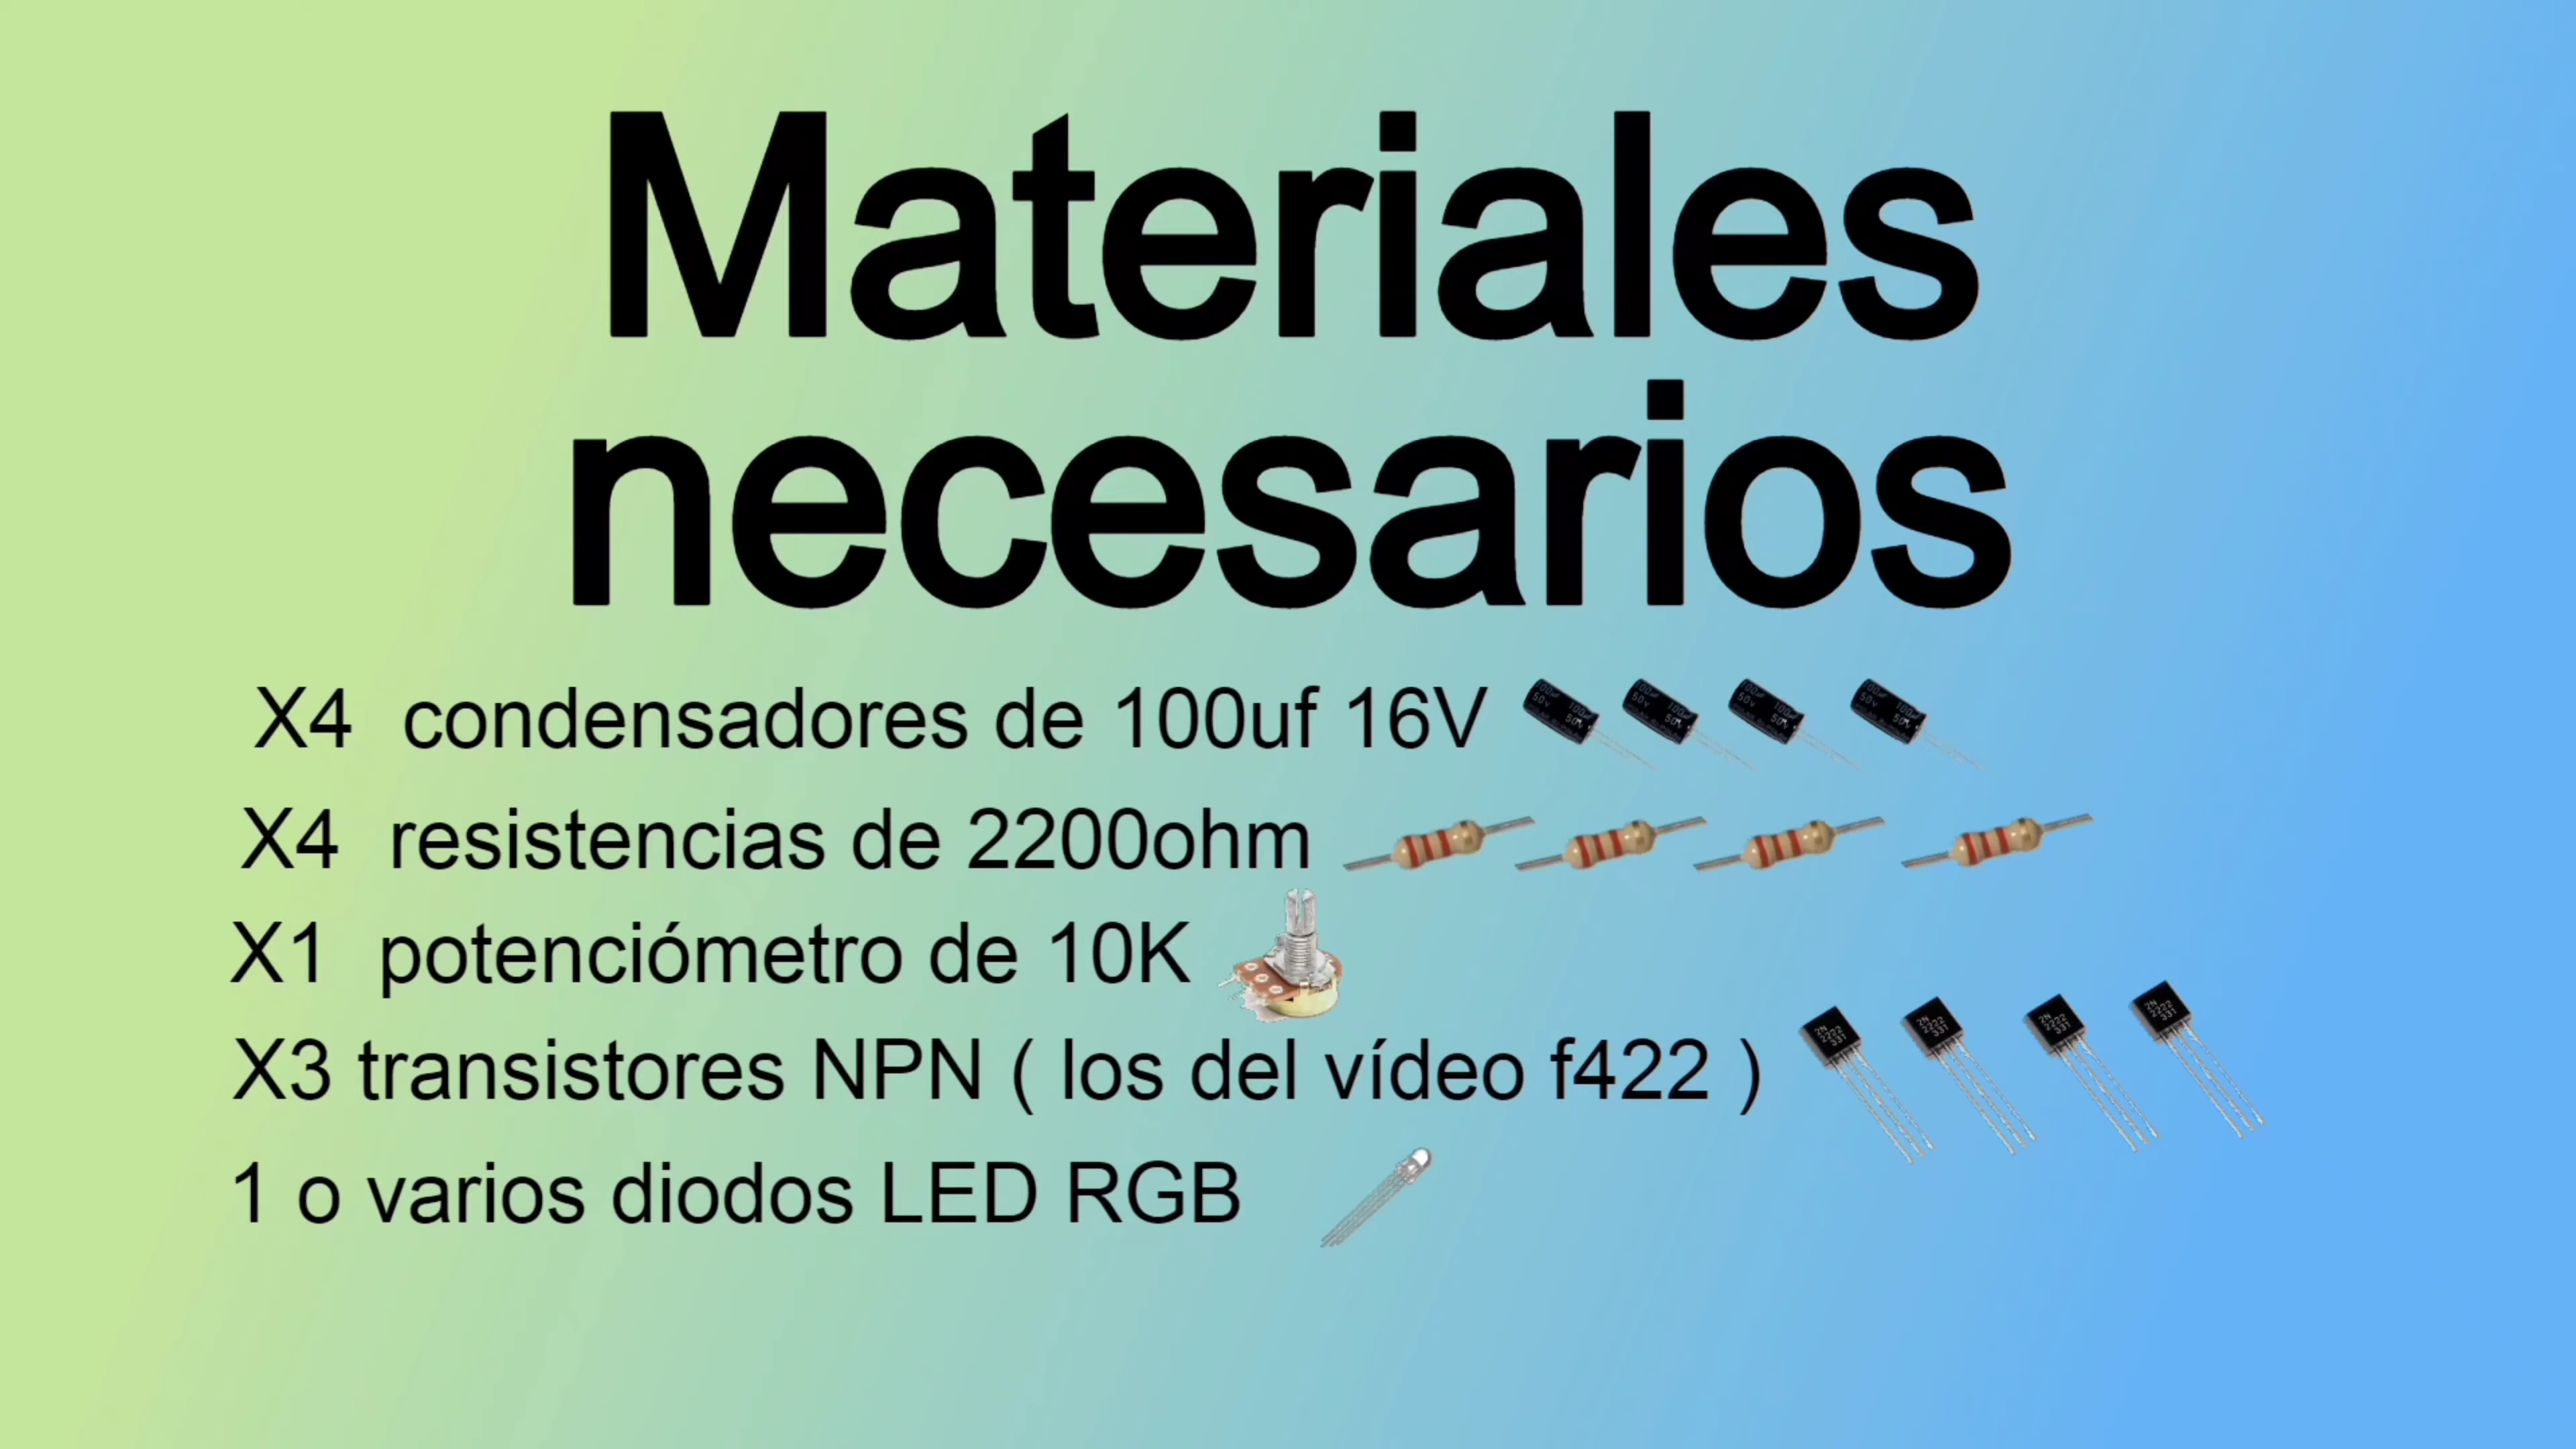 Materiales
necesarios
X4 condensadores de 100uf 16V
X4 resistencias de 2200ohm
X1 potenciómetro de 10K
X3 transistores NPN ( los del vídeo f422 )
1 o varios diodos LED RGB